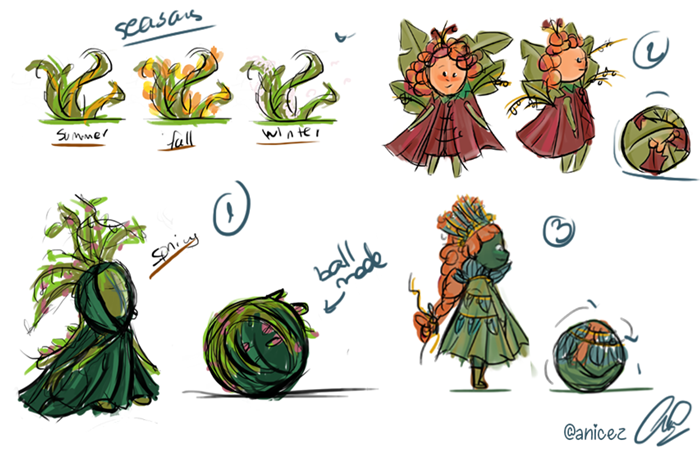 seasons
summer
fall
winter
2
1
spring
ball
mode
3
@anicez